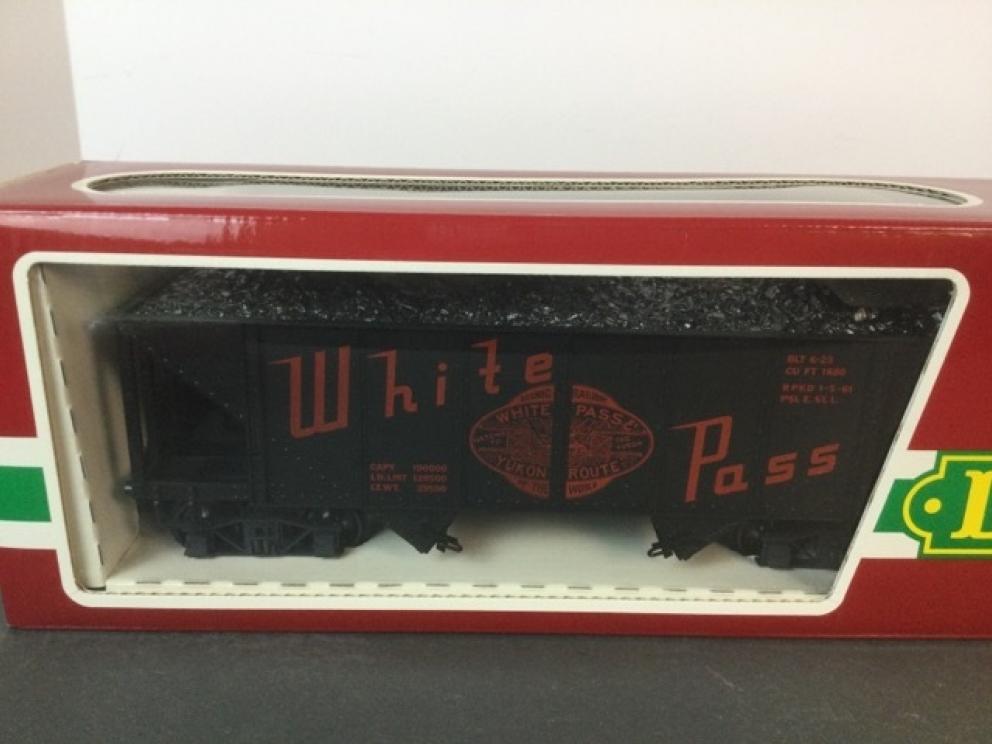 White
Pass
BLT 6-23
CU FT 1680
RPKD 1-5-61
WHITE PASS &
YUKON ROUTE
WORLD
CAPY 100000
LD. LMT 128500
LT. WT.